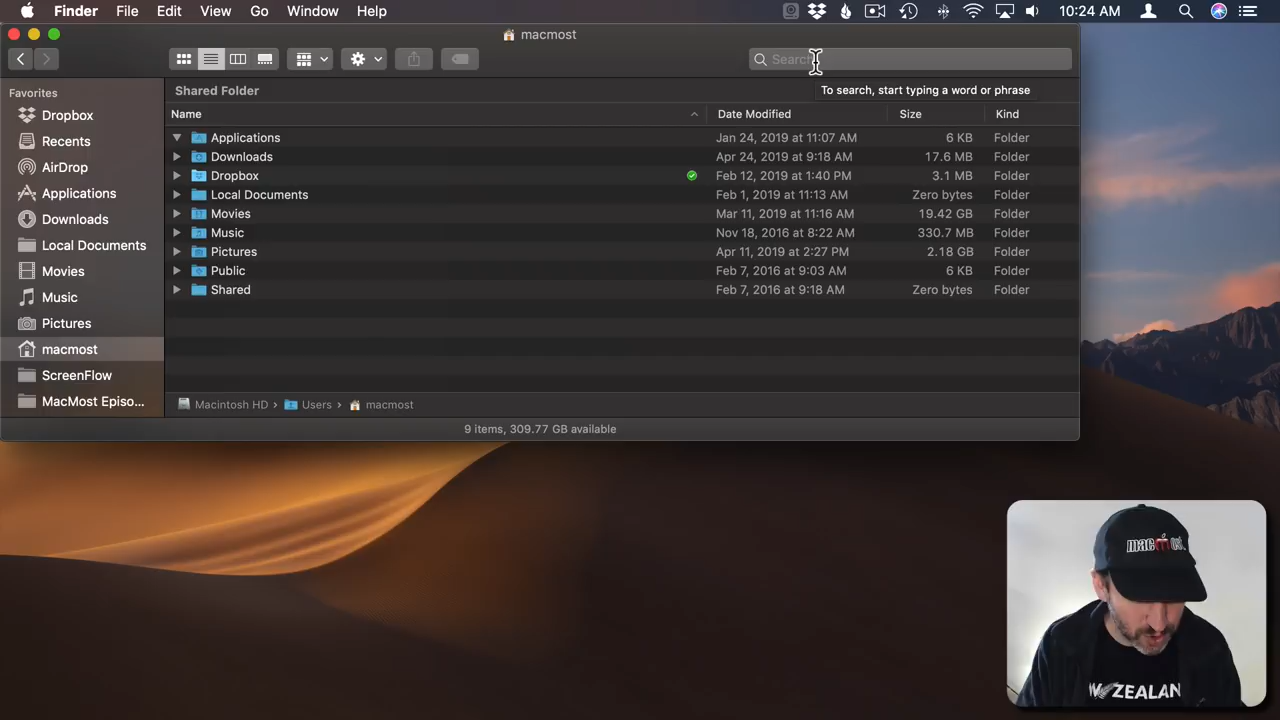 Finder File Edit View Go Window Help 10:24 AM
macmost
Search
Favorites
Dropbox
Recents
AirDrop
Applications
Downloads
Local Documents
Movies
Music
Pictures
macmost
ScreenFlow
MacMost Episo...
Shared Folder
To search, start typing a word or phrase
Name Date Modified Size Kind
Applications Jan 24, 2019 at 11:07 AM 6 KB Folder
Downloads Apr 24, 2019 at 9:18 AM 17.6 MB Folder
Dropbox Feb 12, 2019 at 1:40 PM 3.1 MB Folder
Local Documents Feb 1, 2019 at 11:13 AM Zero bytes Folder
Movies Mar 11, 2019 at 11:16 AM 19.42 GB Folder
Music Nov 18, 2016 at 8:22 AM 330.7 MB Folder
Pictures Apr 11, 2019 at 2:27 PM 2.18 GB Folder
Public Feb 7, 2016 at 9:03 AM 6 KB Folder
Shared Feb 7, 2016 at 9:18 AM Zero bytes Folder
Macintosh HD › Users › macmost
9 items, 309.77 GB available
macmost
W ZEALAN